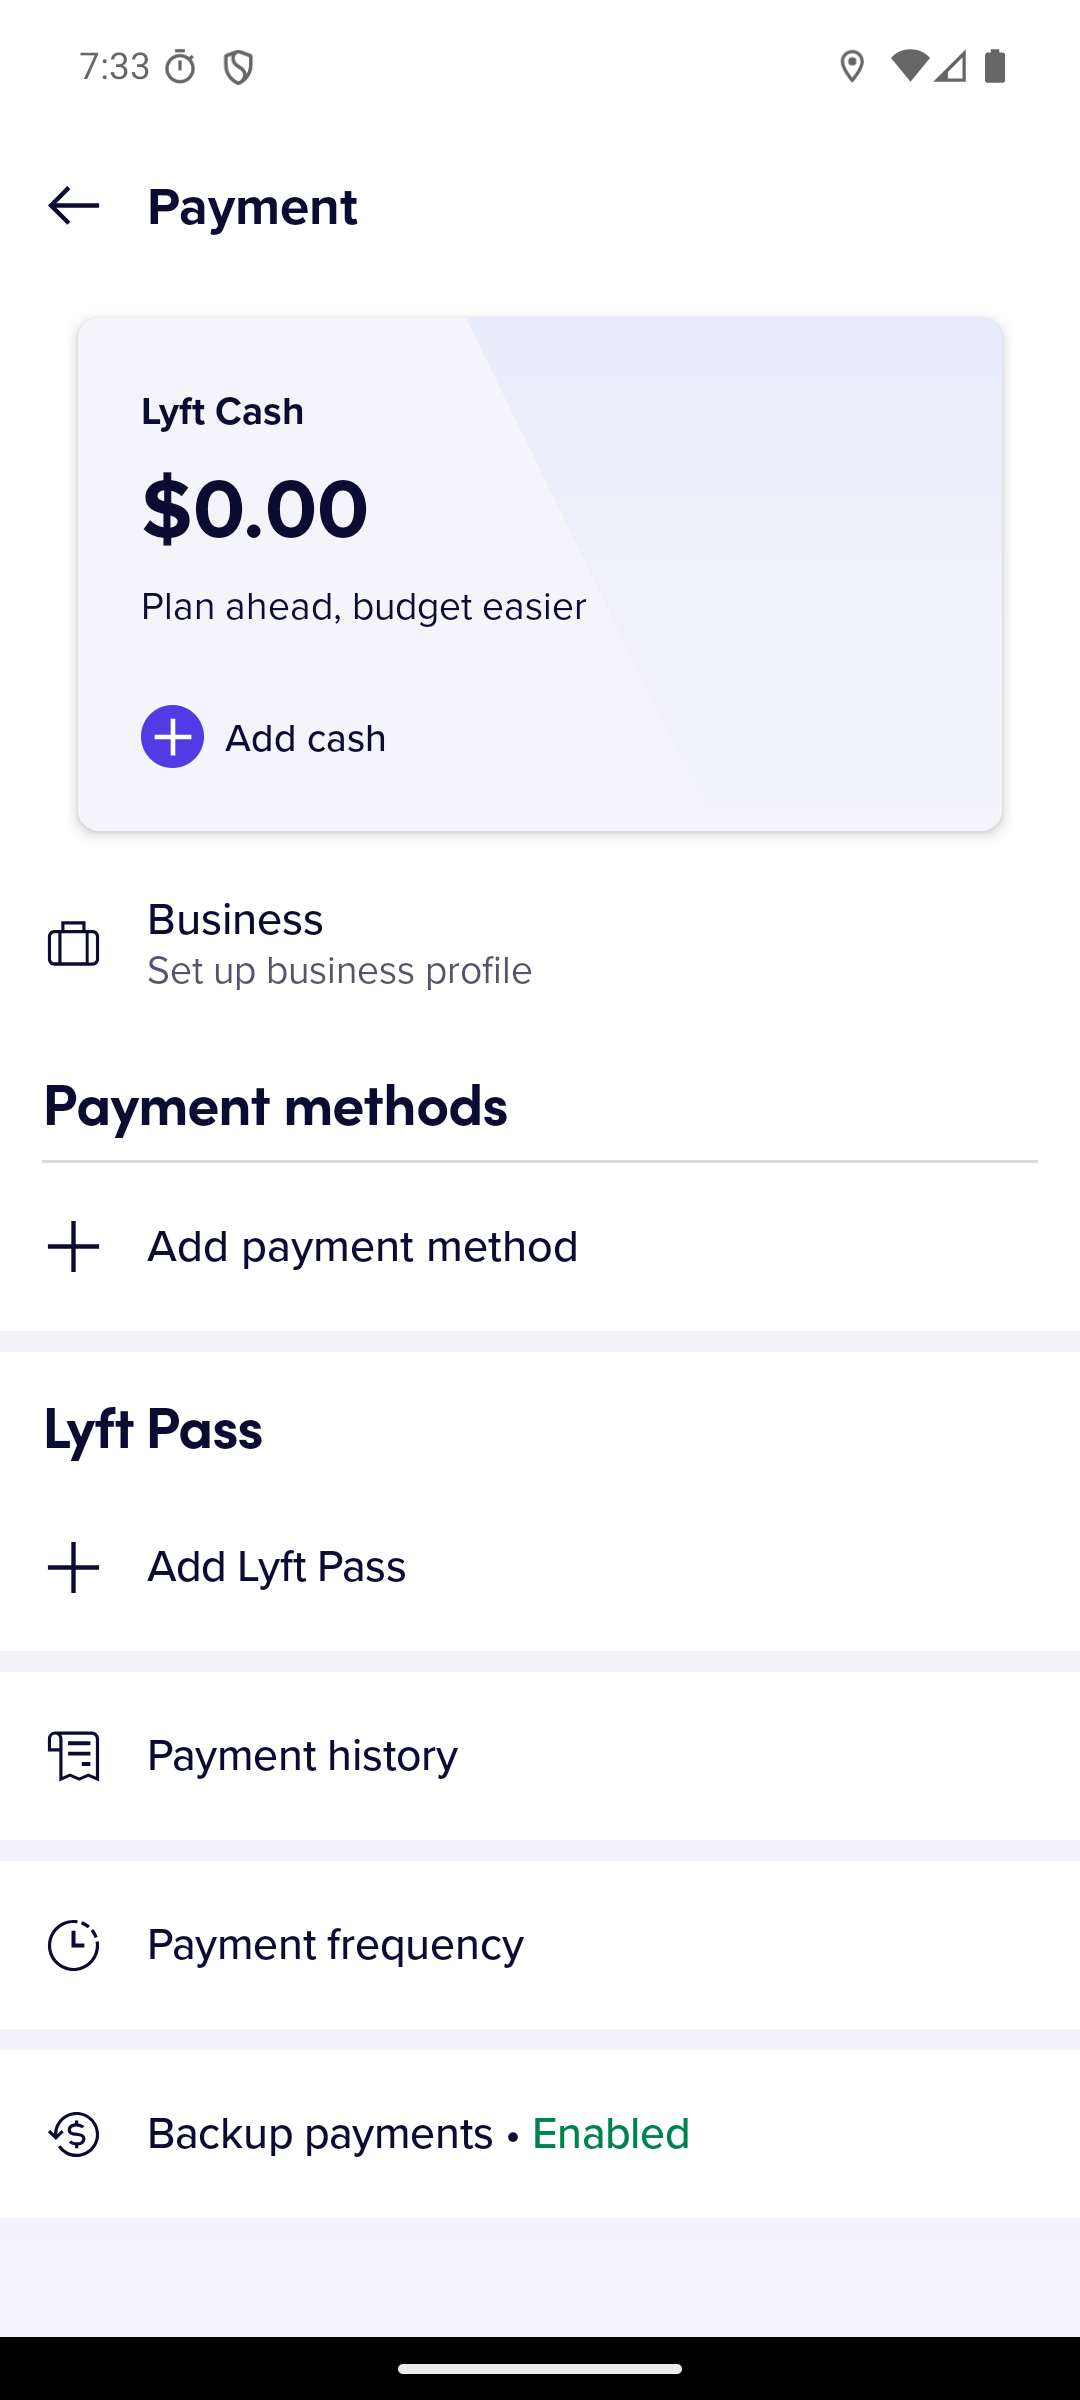 7:33
Payment
Lyft Cash
$0.00
Plan ahead, budget easier
Add cash
Business
Set up business profile
Payment methods
Add payment method
Lyft Pass
Add Lyft Pass
Payment history
Payment frequency
Backup payments • Enabled